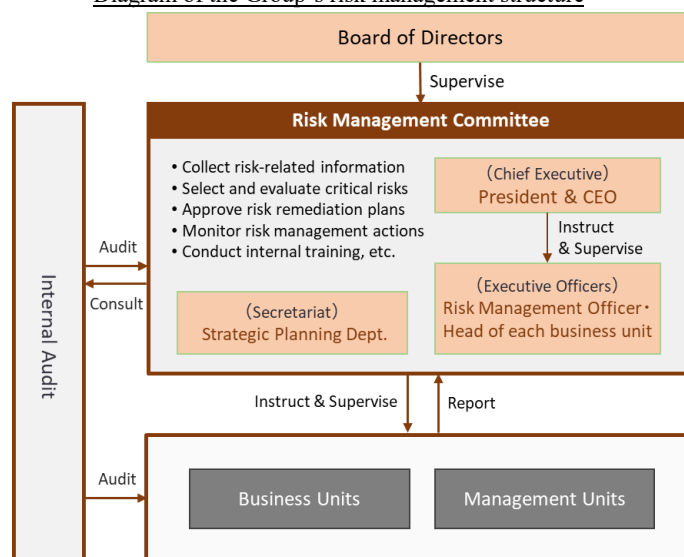 Diagram of the Group's risk management structure
Board of Directors
Supervise
Risk Management Committee
• Collect risk-related information
• Select and evaluate critical risks
• Approve risk remediation plans
• Monitor risk management actions
• Conduct internal training, etc.
(Chief Executive)
President & CEO
Instruct
& Supervise
(Executive Officers)
Risk Management Officer・
Head of each business unit
(Secretariat)
Strategic Planning Dept.
Audit
Consult
Internal Audit
Instruct & Supervise
Report
Audit
Business Units
Management Units